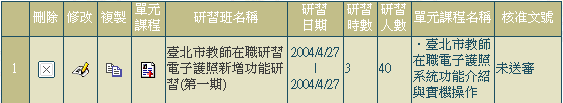 刪除 修改 複製 單元課程 研習班名稱 研習日期 研習時數 研習人數 單元課程名稱 核准文號
1
臺北市教師在職研習
電子護照新增功能研
習(第一期)
2004/4/27
|
2004/4/27
3
40
‧臺北市教師
在職電子護照
系統功能介紹
與實機操作
未送審